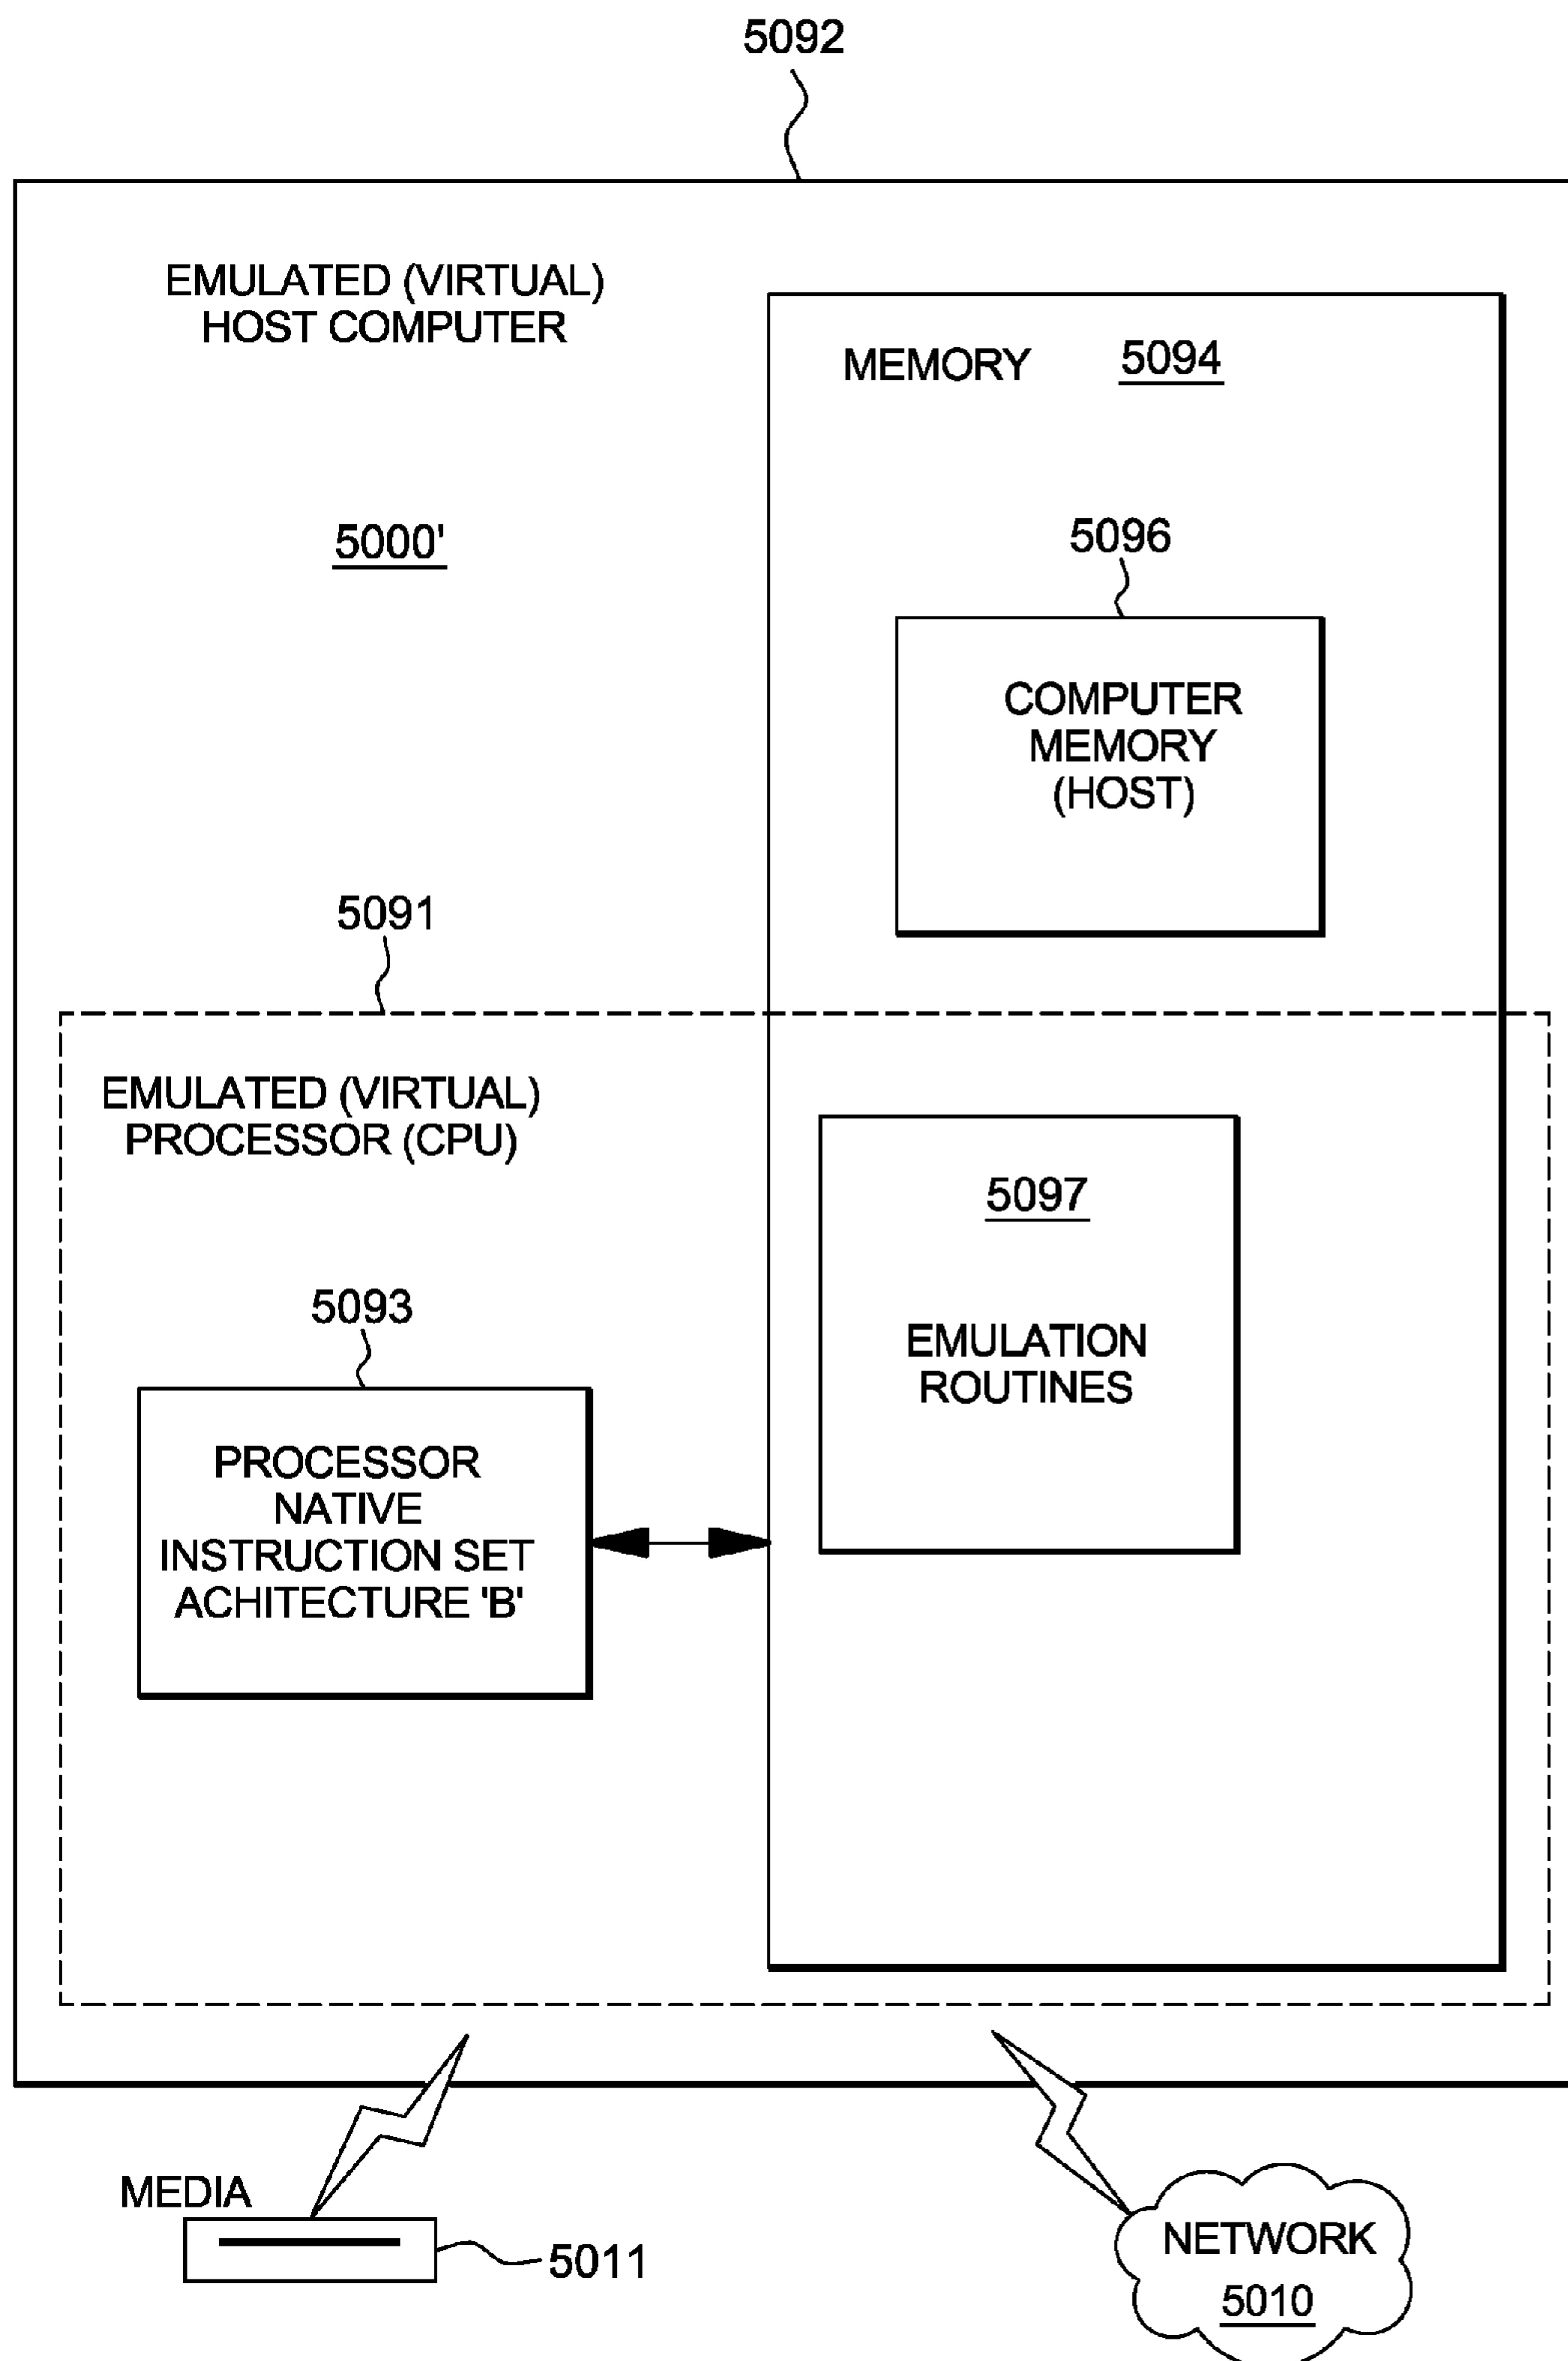 5092
EMULATED (VIRTUAL)
HOST COMPUTER
MEMORY 5094
5000'
5096
COMPUTER
MEMORY
(HOST)
5091
EMULATED (VIRTUAL)
PROCESSOR (CPU)
5097
EMULATION
ROUTINES
5093
PROCESSOR
NATIVE
INSTRUCTION SET
ACHITECTURE 'B'
MEDIA
5011
NETWORK
5010